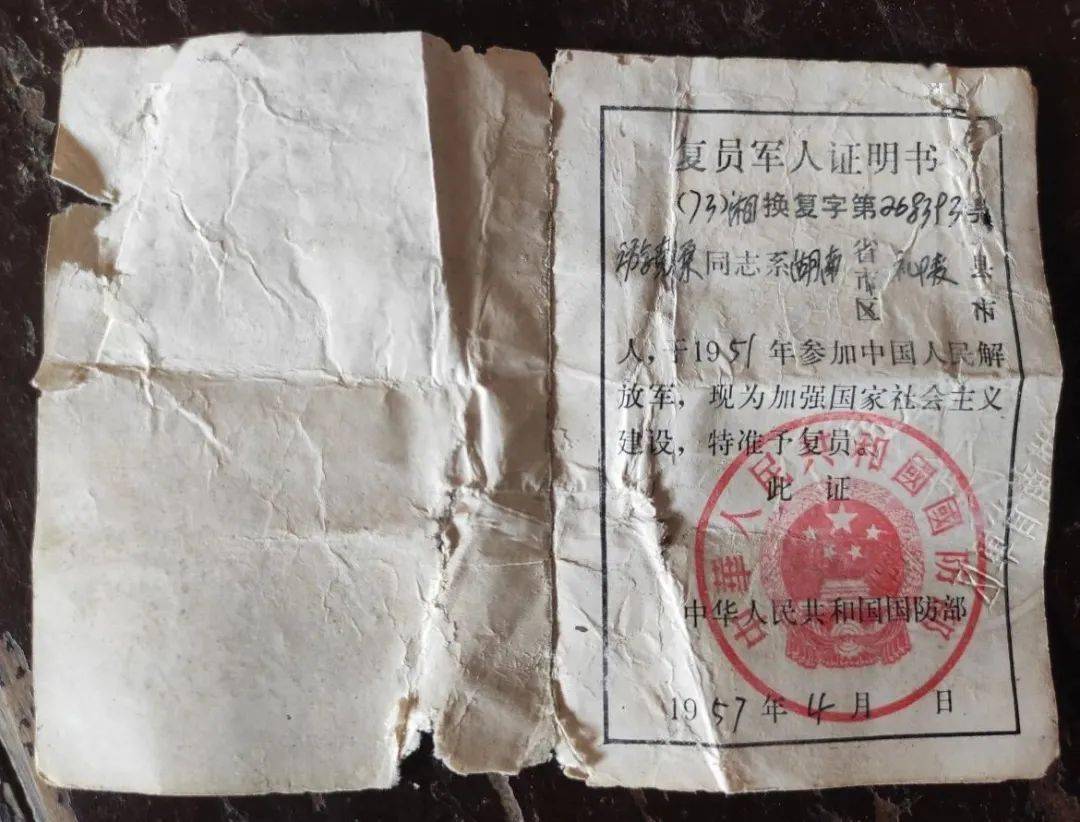 复员军人证明书
(73)湘换复字第268393号
同志系湖南省市区 县市
人,于1951年参加中国人民解
放军,现为加强国家社会主义
建设,特准予复员。
此 证
中华人民共和国国防部
1957年4月 日
中華人民共和國國防部